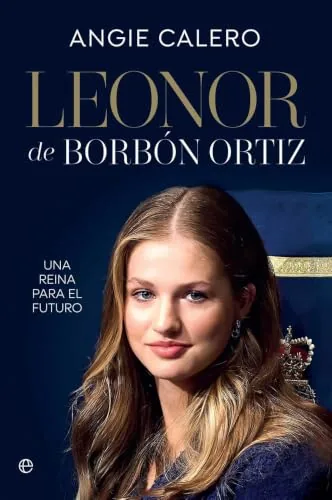 ANGIE CALERO
LEONOR
de BORBÓN ORTIZ
UNA
REINA
PARA EL
FUTURO